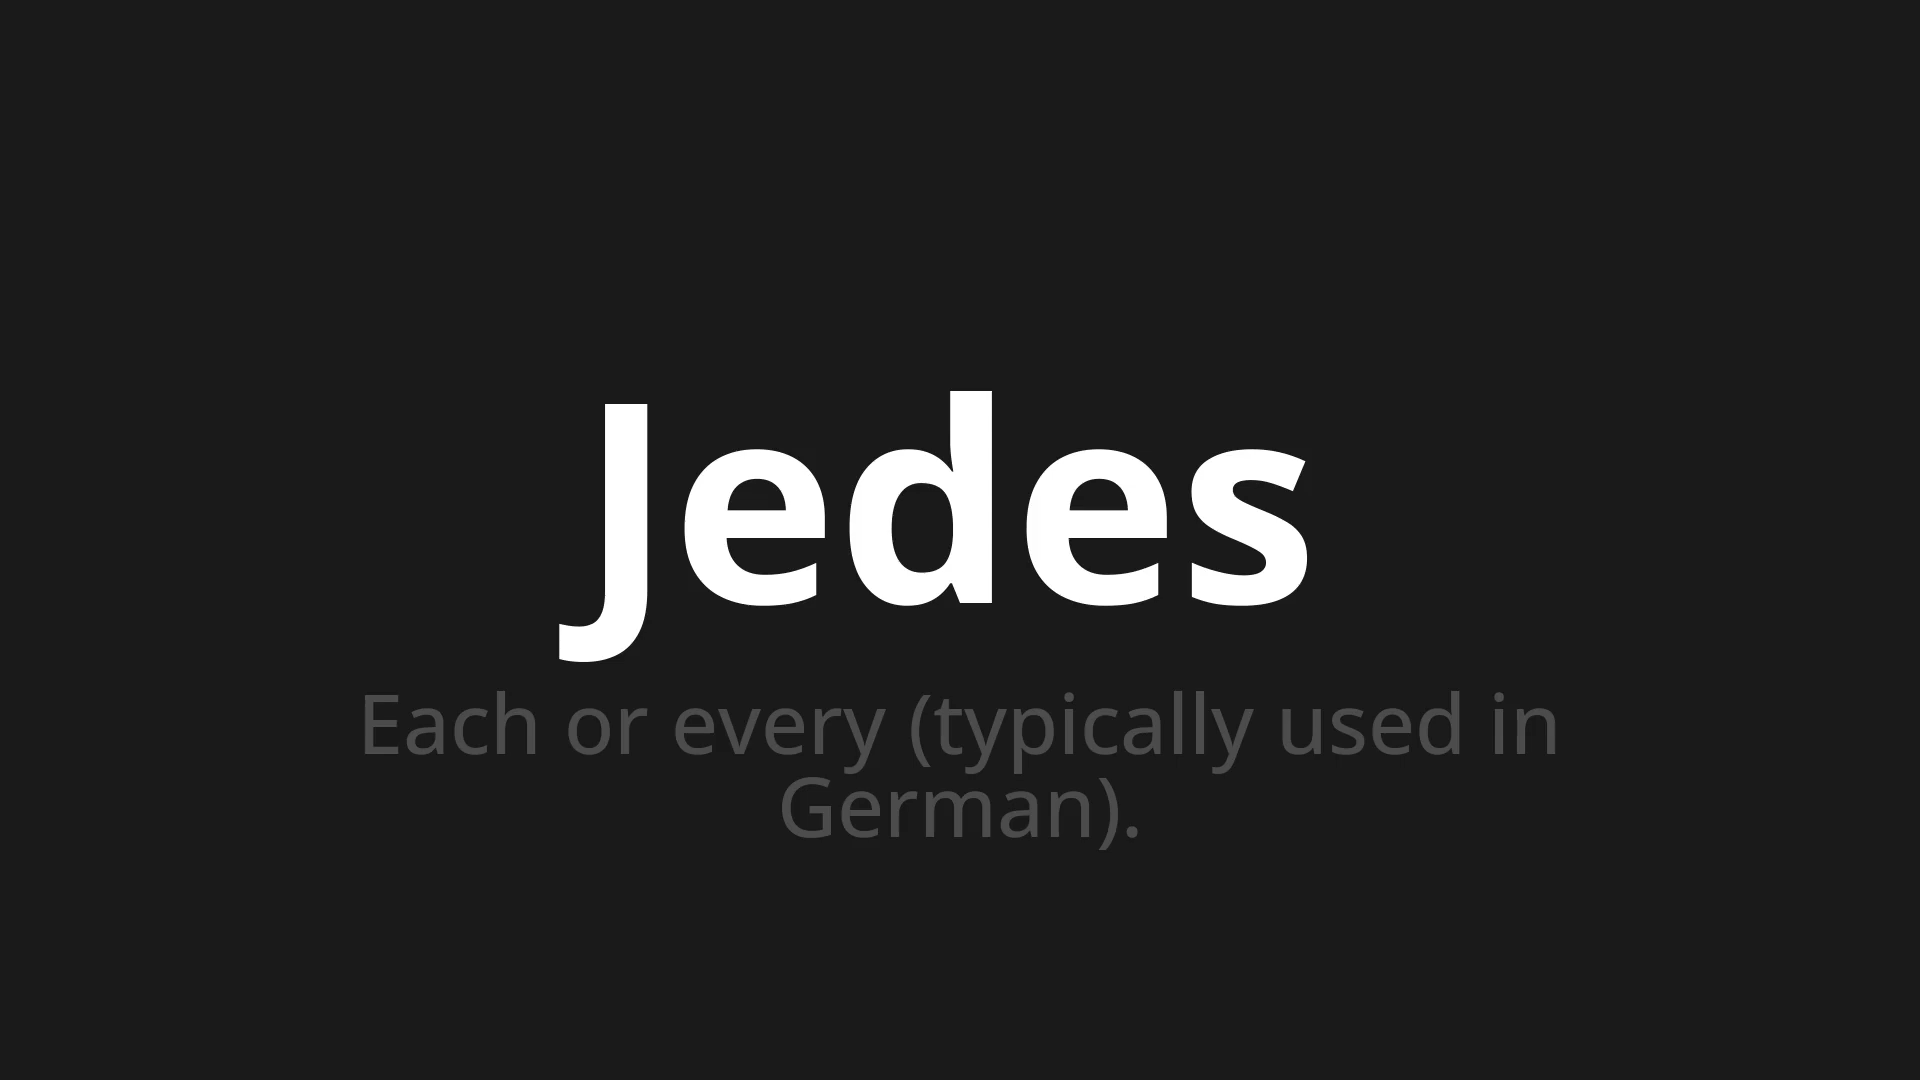 Jedes
Each or every (typically used in
German).